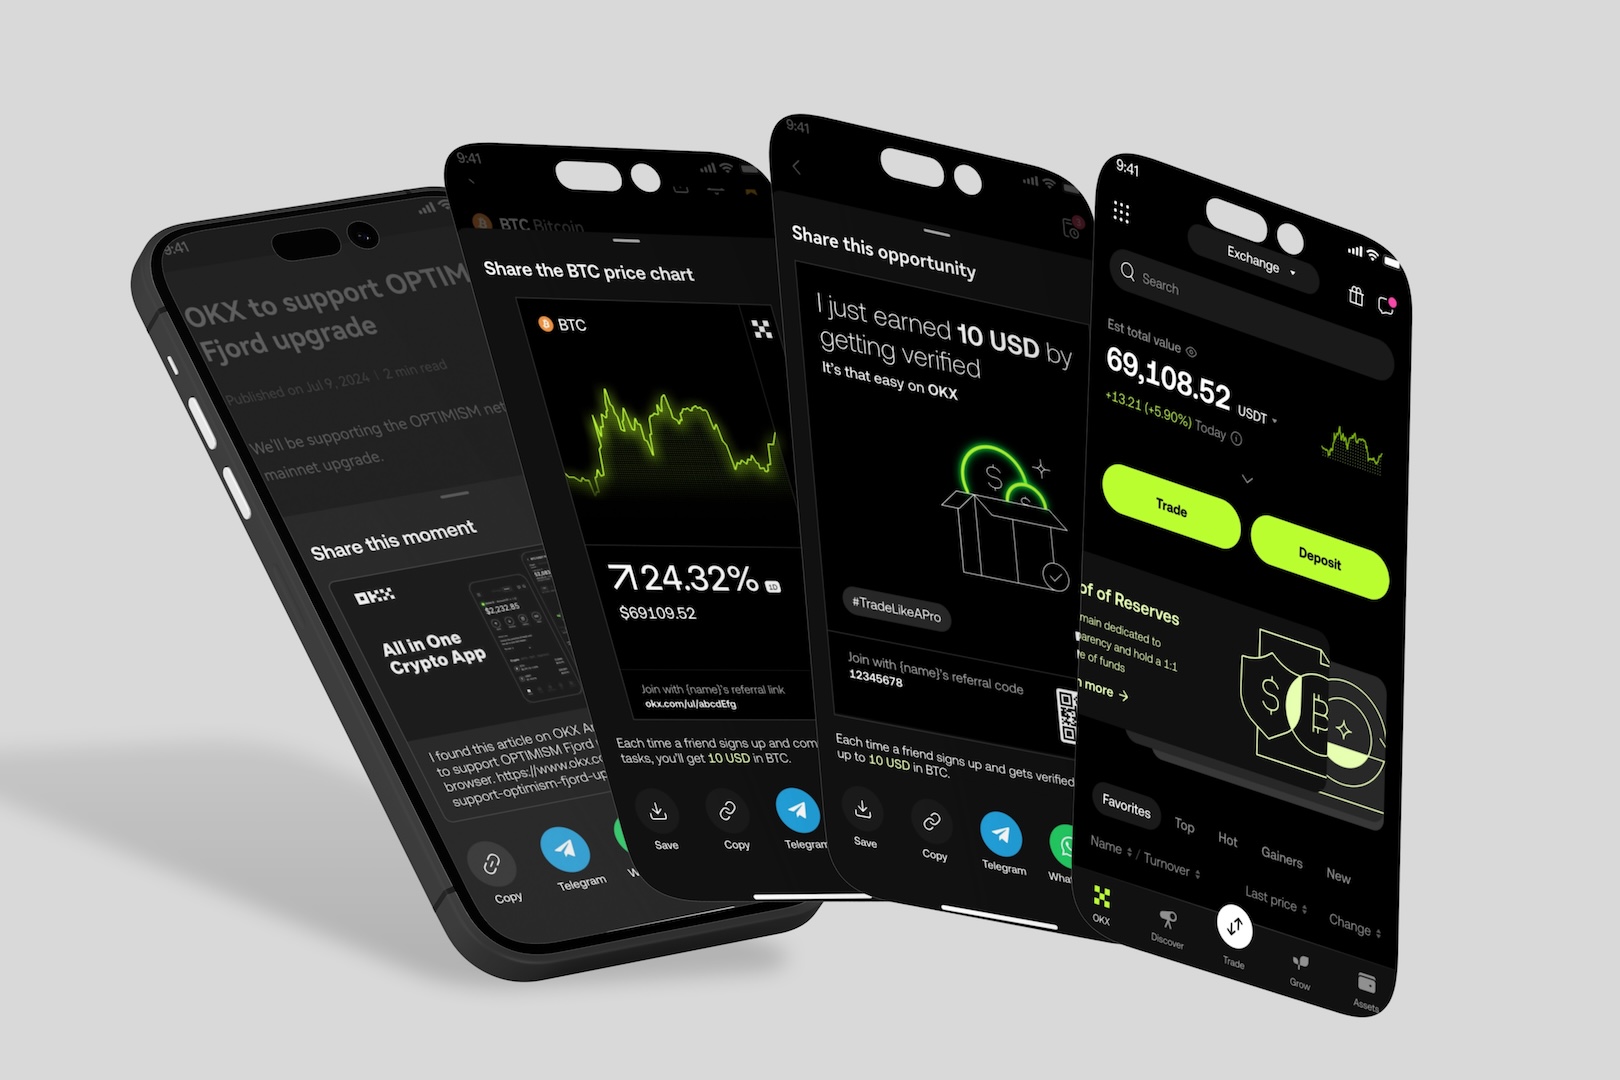 9:41
OKX to support OPTIM
Fjord upgrade
Published on Jul 9, 2024 | 2 min read
We'll be supporting the OPTIMISM net
mainnet upgrade.
Share this moment
OKX
All in One
Crypto App
$2,232.85
I found this article on OKX
to support OPTIMISM Fjord
browser. https://www.okx.co
support-optimism-fjord-up
Copy
Telegram
W
9:41
BTC Bitcoin
Share the BTC price chart
BTC
24.32% 1D
$69109.52
Join with {name}'s referral link
okx.com/ul/abcdEfg
Each time a friend signs up and com
tasks, you'll get 10 USD in BTC.
Save
Copy
Telegram
9:41
Share this opportunity
I just earned 10 USD by
getting verified
It's that easy on OKX
#TradeLikeAPro
Join with {name}'s referral code
12345678
Each time a friend signs up and gets verified
up to 10 USD in BTC.
Save
Copy
Telegram
What
9:41
Exchange
Search
Est total value
69,108.52 USDT
+13.21 (+5.90%) Today
Trade
Deposit
of of Reserves
main dedicated to
arency and hold a 1:1
e of funds
n more →
Favorites
Top
Hot
Gainers
New
Name / Turnover
Last price
Change
OKX
Discover
Trade
Grow
Assets